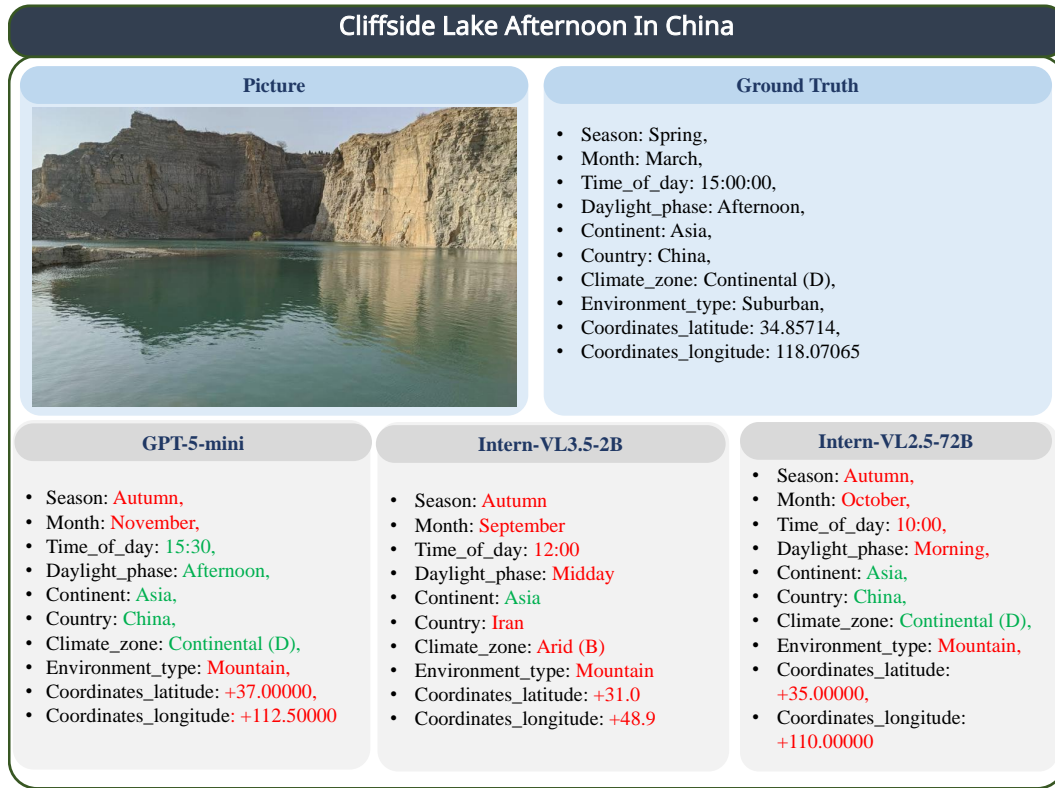 Cliffside Lake Afternoon In China
Picture
Ground Truth
• Season: Spring,
• Month: March,
• Time_of_day: 15:00:00,
• Daylight_phase: Afternoon,
• Continent: Asia,
• Country: China,
• Climate_zone: Continental (D),
• Environment_type: Suburban,
• Coordinates_latitude: 34.85714,
• Coordinates_longitude: 118.07065
GPT-5-mini
• Season: Autumn,
• Month: November,
• Time_of_day: 15:30,
• Daylight_phase: Afternoon,
• Continent: Asia,
• Country: China,
• Climate_zone: Continental (D),
• Environment_type: Mountain,
• Coordinates_latitude: +37.00000,
• Coordinates_longitude: +112.50000
Intern-VL3.5-2B
• Season: Autumn
• Month: September
• Time_of_day: 12:00
• Daylight_phase: Midday
• Continent: Asia
• Country: Iran
• Climate_zone: Arid (B)
• Environment_type: Mountain
• Coordinates_latitude: +31.0
• Coordinates_longitude: +48.9
Intern-VL2.5-72B
• Season: Autumn,
• Month: October,
• Time_of_day: 10:00,
• Daylight_phase: Morning,
• Continent: Asia,
• Country: China,
• Climate_zone: Continental (D),
• Environment_type: Mountain,
• Coordinates_latitude:
+35.00000,
• Coordinates_longitude:
+110.00000